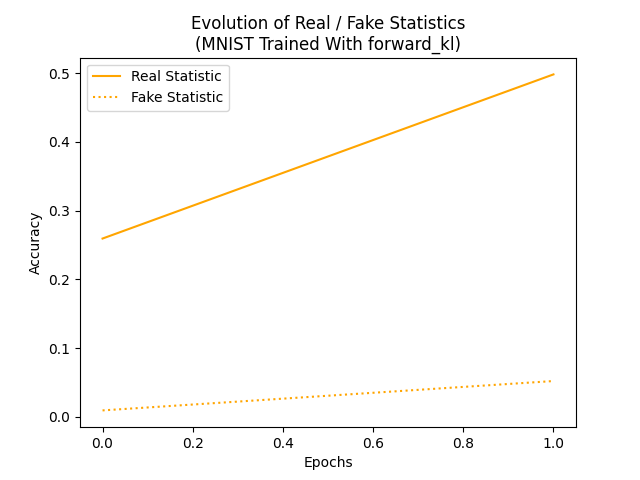 Evolution of Real / Fake Statistics
(MNIST Trained With forward_kl)
Real Statistic
Fake Statistic
0.5
0.4
0.3
0.2
0.1
0.0
Accuracy
0.0 0.2 0.4 0.6 0.8 1.0
Epochs